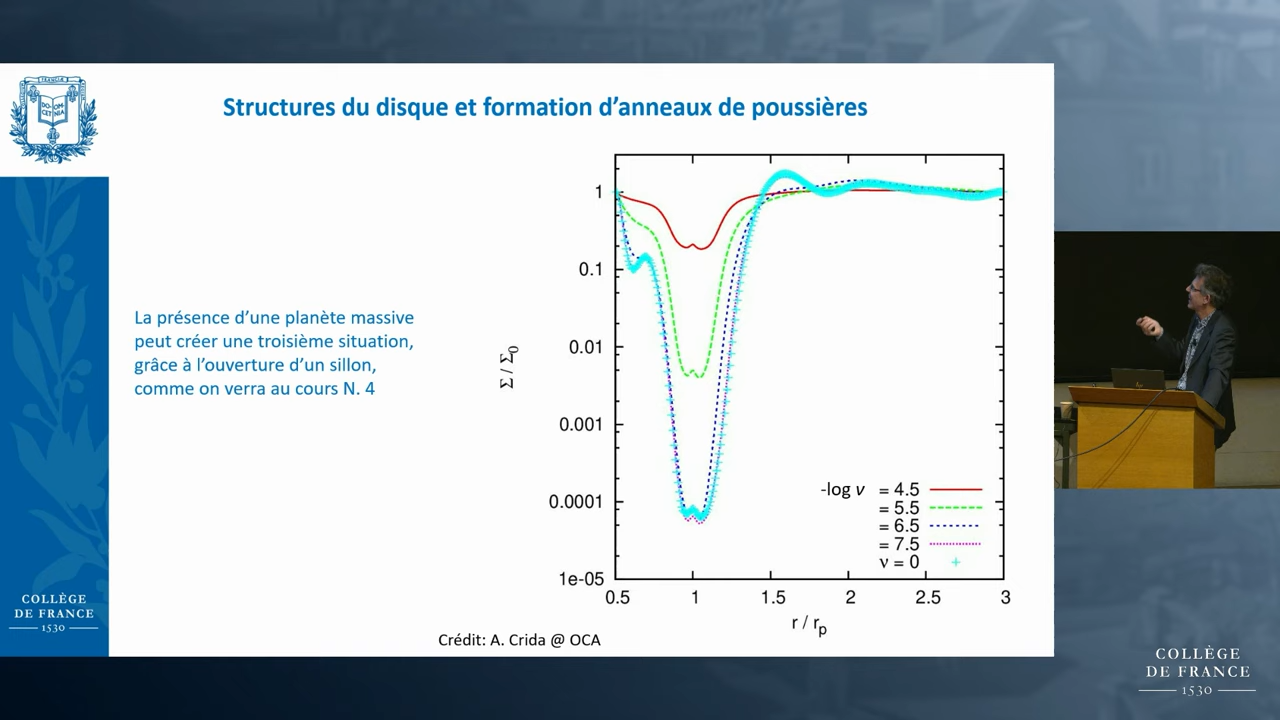 Structures du disque et formation d’anneaux de poussières
La présence d’une planète massive
peut créer une troisième situation,
grâce à l’ouverture d’un sillon,
comme on verra au cours N. 4
COLLÈGE
DE FRANCE
1530
Σ / Σ0
1
0.1
0.01
0.001
0.0001
1e-05
0.5 1 1.5 2 2.5 3
r / rp
-log ν = 4.5
= 5.5
= 6.5
= 7.5
ν = 0
Crédit: A. Crida @ OCA
COLLÈGE
DE FRANCE
1530